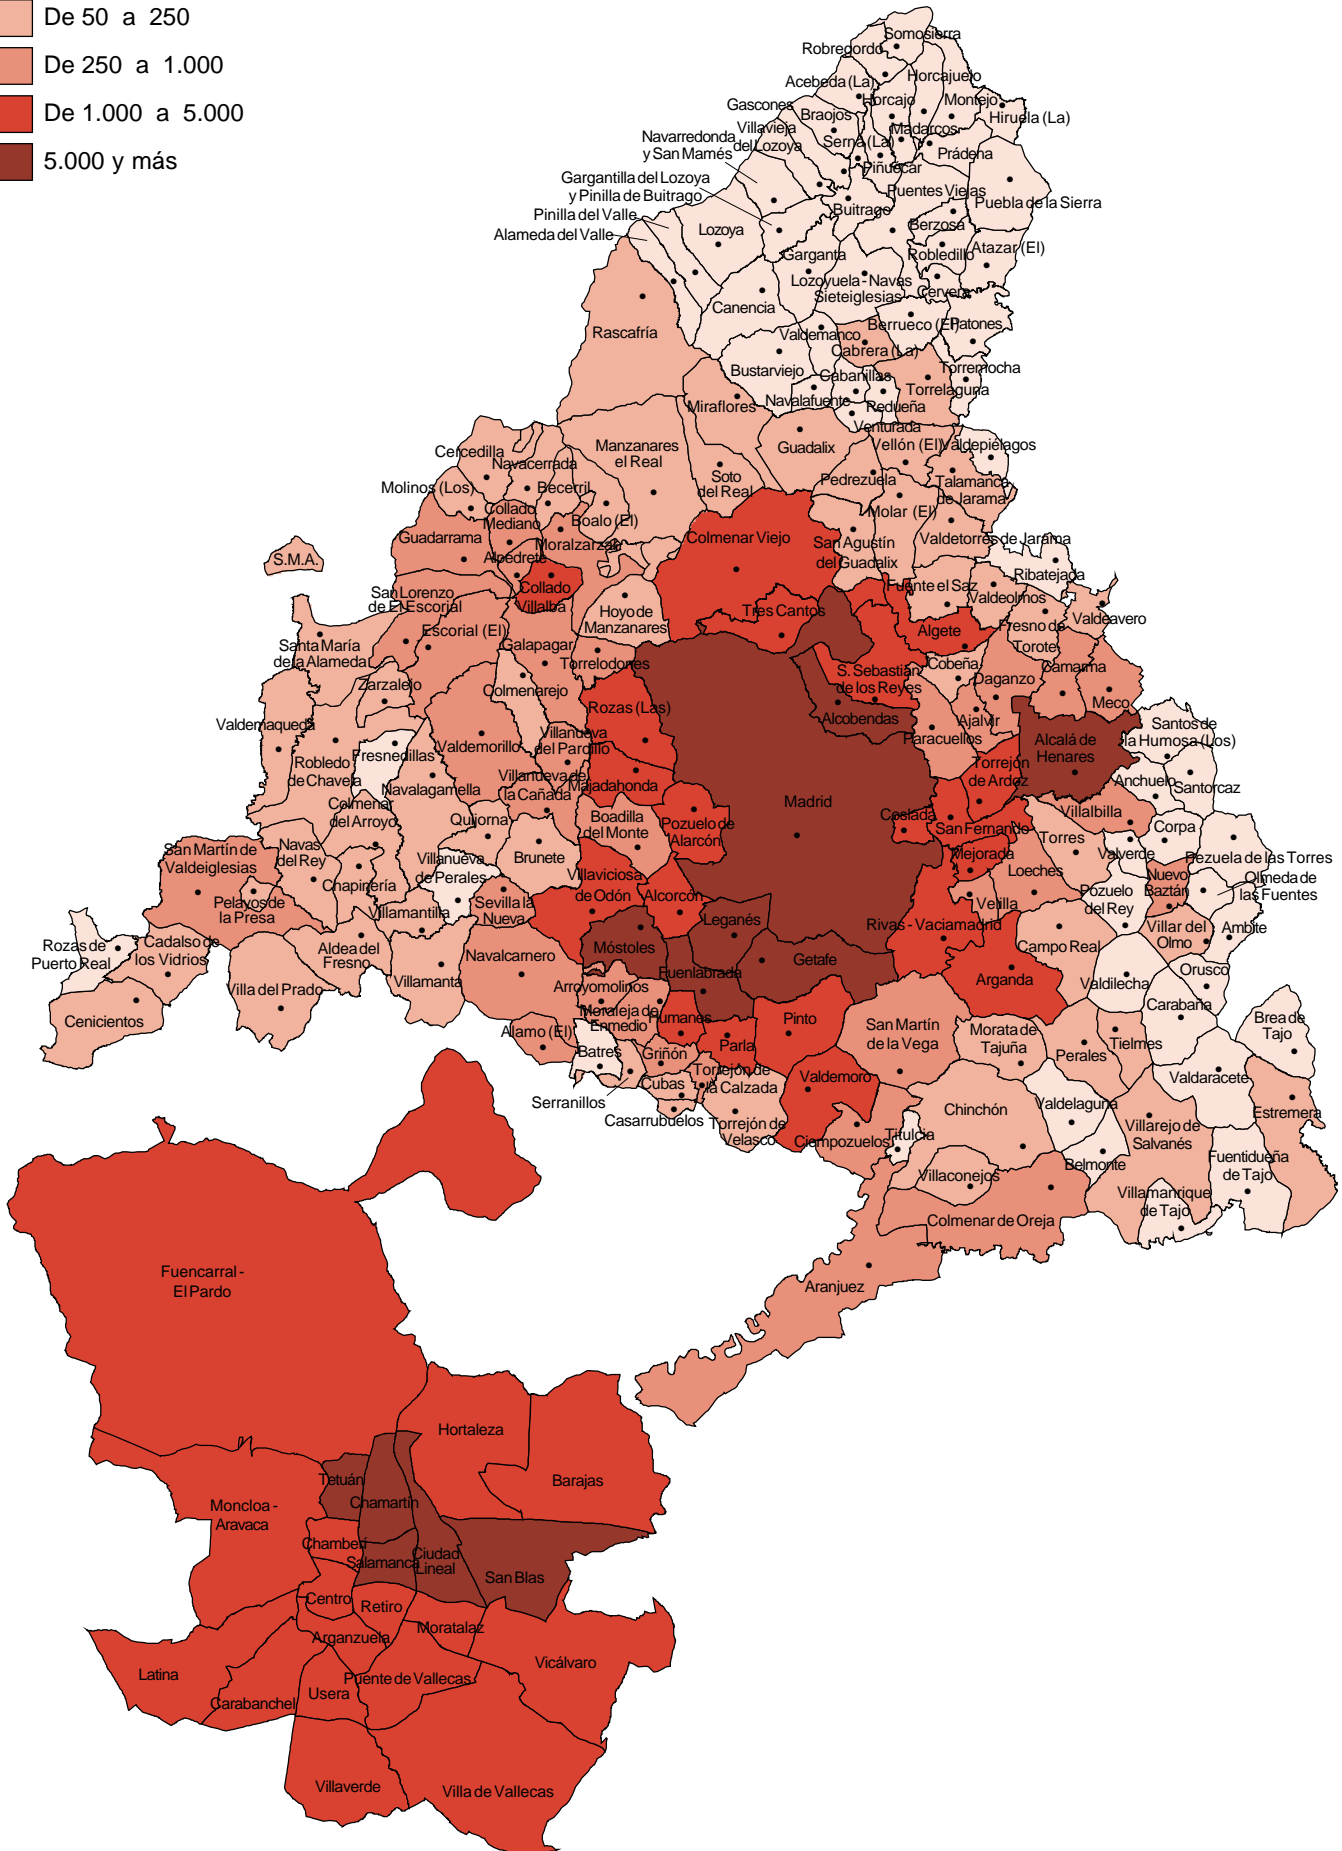 De 50 a 250
De 250 a 1.000
De 1.000 a 5.000
5.000 y más
Somosierra
Robregordo
Horcajuelo
Acebeda (La)
Horcajo
Montejo
Gascones
Braojos
Hiruela (La)
Villavieja
del Lozoya
Madarcos
Navarredonda
y San Mamés
Serna (La)
Prádena
Piñuécar
Gargantilla del Lozoya
y Pinilla de Buitrago
Puentes Viejas
Puebla de la Sierra
Pinilla del Valle
Buitrago
Berzosa
Alameda del Valle
Lozoya
Garganta
Robledillo
Atazar (El)
Lozoyuela - Navas
Sieteiglesias
Cervera
Canencia
Rascafría
Valdemanco
Berrueco (El)
Patones
Cabrera (La)
Bustarviejo
Cabanillas
Torremocha
Torrelaguna
Navalafuente
Redueña
Miraflores
Venturada
Guadalix
Vellón (El)
Valdepiélagos
Cercedilla
Manzanares
el Real
Navacerrada
Soto
del Real
Pedrezuela
Talamanca
de Jarama
Molinos (Los)
Becerril
Molar (El)
Collado
Mediano
Boalo (El)
Guadarrama
Moralzarzal
Colmenar Viejo
San Agustín
del Guadalix
Valdetorres de Jarama
S.M.A.
Alpedrete
Ribatejada
San Lorenzo
de El Escorial
Collado
Villalba
Fuente el Saz
Valdeolmos
Hoyo de
Manzanares
Tres Cantos
Valdeavero
Fresno de
Torote
Escorial (El)
Algete
Santa María
de la Alameda
Galapagar
Torrelodones
S. Sebastián
de los Reyes
Cobeña
Camarma
Daganzo
Zarzalejo
Colmenarejo
Meco
Rozas (Las)
Alcobendas
Ajalvir
Valdemaqueda
Villanueva
del Pardillo
Paracuellos
Alcalá de
Henares
Santos de
la Humosa (Los)
Fresnedillas
Valdemorillo
Robledo
de Chavela
Torrejón
de Ardoz
Villanueva de
la Cañada
Majadahonda
Anchuelo
Santorcaz
Navalagamella
Madrid
Colmenar
del Arroyo
Quijorna
Boadilla
del Monte
Pozuelo de
Alarcón
Coslada
Villalbilla
San Fernando
Torres
Corpa
San Martín de
Valdeiglesias
Navas
del Rey
Brunete
Mejorada
Valverde
Pezuela de las Torres
Villanueva
de Perales
Loeches
Nuevo
Baztán
Olmeda de
las Fuentes
Chapinería
Villaviciosa
de Odón
Alcorcón
Pozuelo
del Rey
Pelayos de
la Presa
Sevilla la
Nueva
Velilla
Villamantilla
Leganés
Rivas - Vaciamadrid
Villar del
Olmo
Ambite
Rozas de
Puerto Real
Cadalso de
los Vidrios
Aldea del
Fresno
Móstoles
Campo Real
Navalcarnero
Getafe
Fuenlabrada
Orusco
Villa del Prado
Villamanta
Arroyomolinos
Arganda
Valdilecha
Carabaña
Moraleja de
Enmedio
Humanes
Pinto
Cenicientos
San Martín
de la Vega
Morata de
Tajuña
Brea de
Tajo
Alamo (El)
Parla
Tielmes
Batres
Griñón
Perales
Torrejón de
la Calzada
Valdemoro
Valdaracete
Cubas
Serranillos
Chinchón
Valdelaguna
Estremera
Casarrubuelos
Torrejón de
Velasco
Ciempozuelos
Titulcia
Villarejo de
Salvanés
Fuentidueña
de Tajo
Belmonte
Villaconejos
Villamanrique
de Tajo
Colmenar de Oreja
Aranjuez
Fuencarral -
El Pardo
Hortaleza
Tetuán
Barajas
Chamartín
Moncloa -
Aravaca
Chamberí
Salamanca
Ciudad
Lineal
San Blas
Centro
Retiro
Arganzuela
Moratalaz
Latina
Vicálvaro
Puente de Vallecas
Carabanchel
Usera
Villaverde
Villa de Vallecas